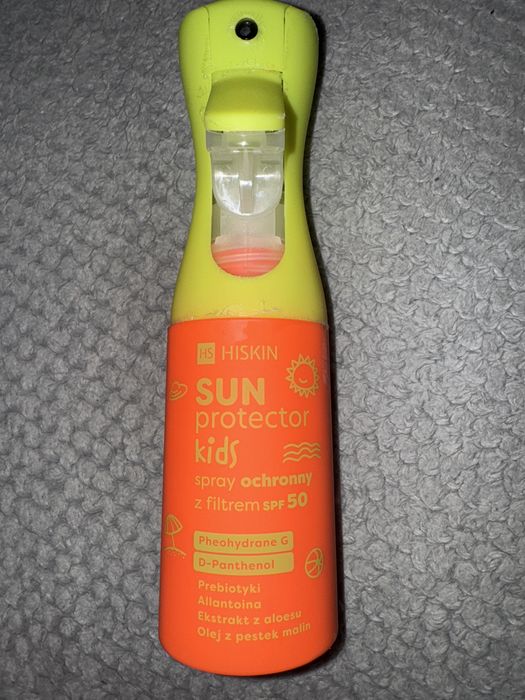 HS HISKIN
SUN
protector
kids
spray ochronny
z filtrem SPF 50
Pheohydrane G
D-Panthenol
Prebiotyki
Allantoina
Ekstrakt z aloesu
Olej z pestek malin